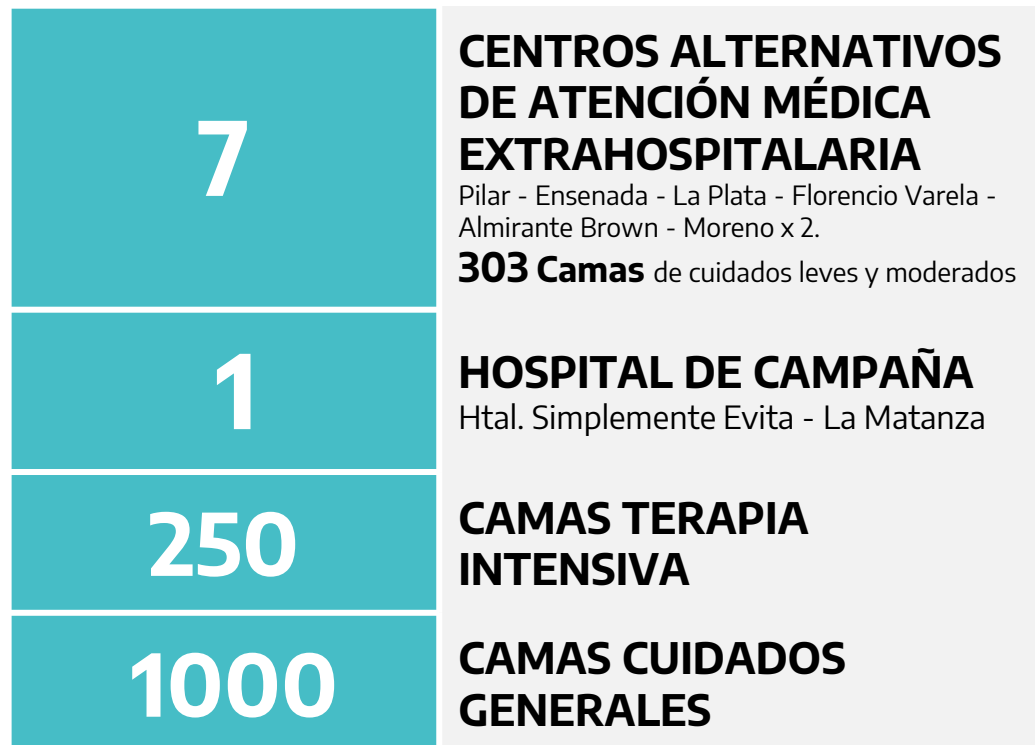 7
CENTROS ALTERNATIVOS
DE ATENCIÓN MÉDICA
EXTRAHOSPITALARIA
Pilar - Ensenada - La Plata - Florencio Varela -
Almirante Brown - Moreno x 2.
303 Camas de cuidados leves y moderados
1
HOSPITAL DE CAMPAÑA
Htal. Simplemente Evita - La Matanza
250
CAMAS TERAPIA
INTENSIVA
1000
CAMAS CUIDADOS
GENERALES